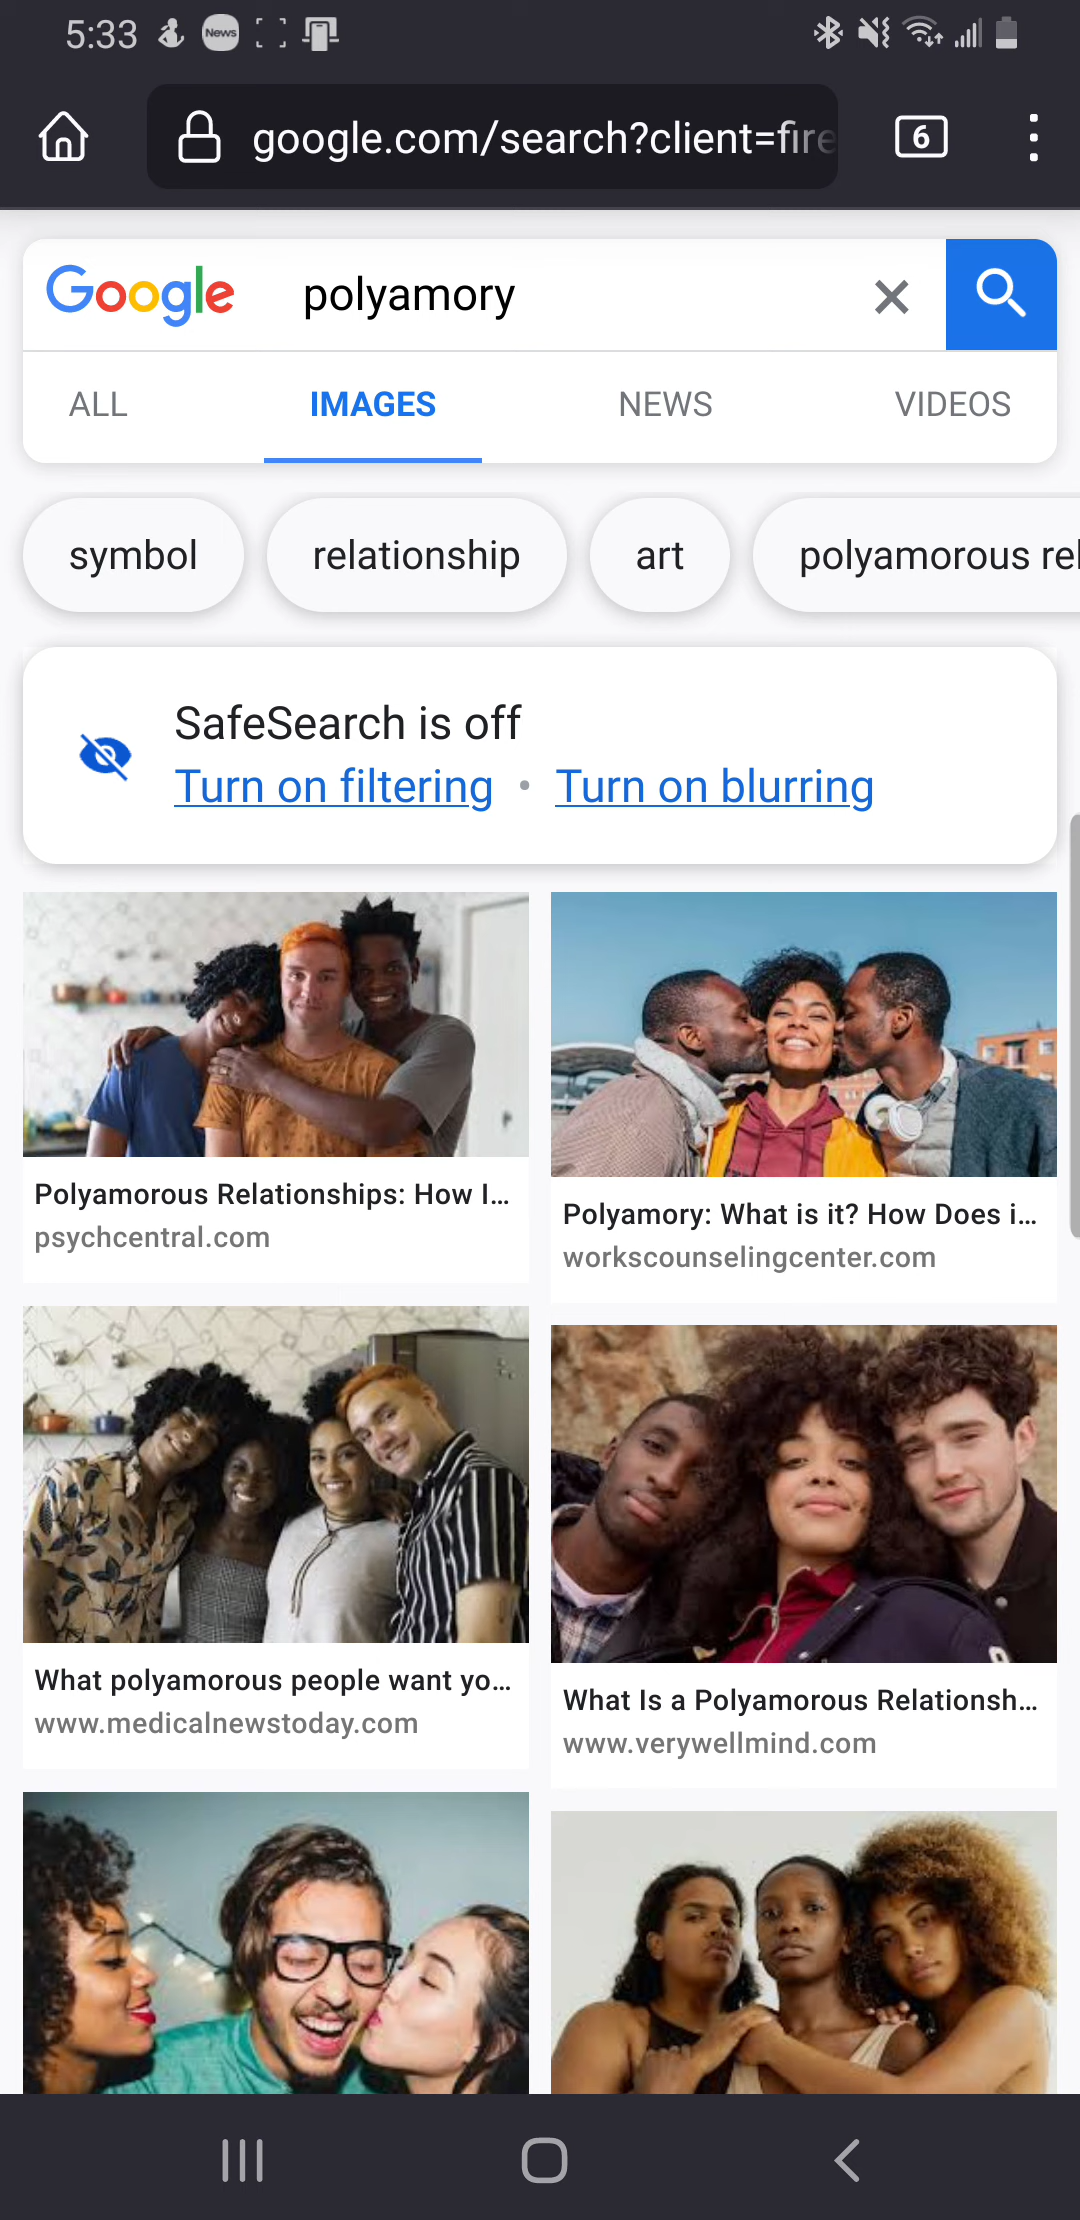 5:33 News
google.com/search?client=fire
6
Google polyamory
ALL IMAGES NEWS VIDEOS
symbol relationship art polyamorous rel
SafeSearch is off
Turn on filtering • Turn on blurring
Polyamorous Relationships: How I...
psychcentral.com
Polyamory: What is it? How Does i...
workscounselingcenter.com
What polyamorous people want yo...
www.medicalnewstoday.com
What Is a Polyamorous Relationsh...
www.verywellmind.com